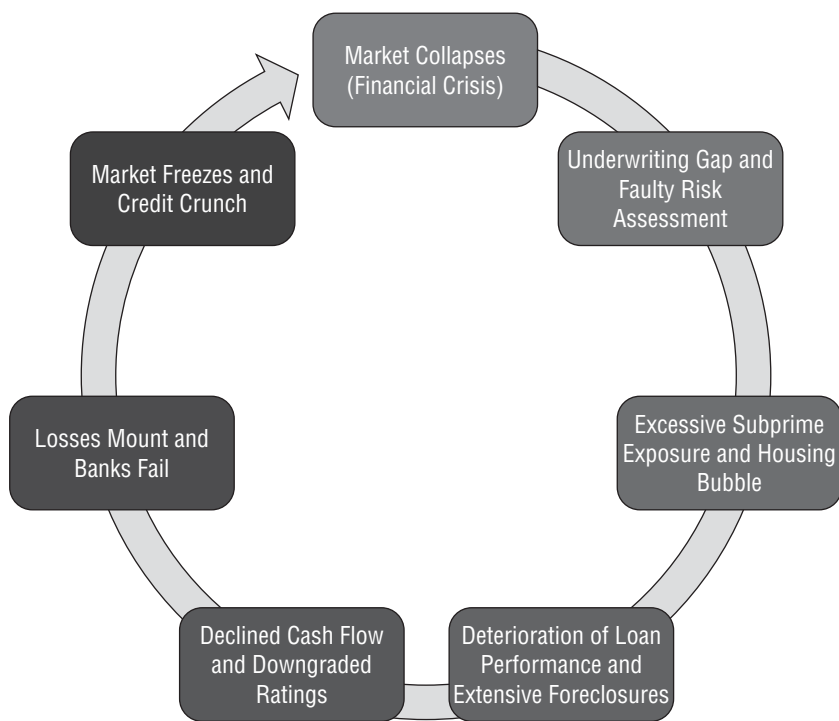 Market Collapses
(Financial Crisis)
Underwriting Gap and
Faulty Risk
Assessment
Excessive Subprime
Exposure and Housing
Bubble
Deterioration of Loan
Performance and
Extensive Foreclosures
Declined Cash Flow
and Downgraded
Ratings
Losses Mount and
Banks Fail
Market Freezes and
Credit Crunch